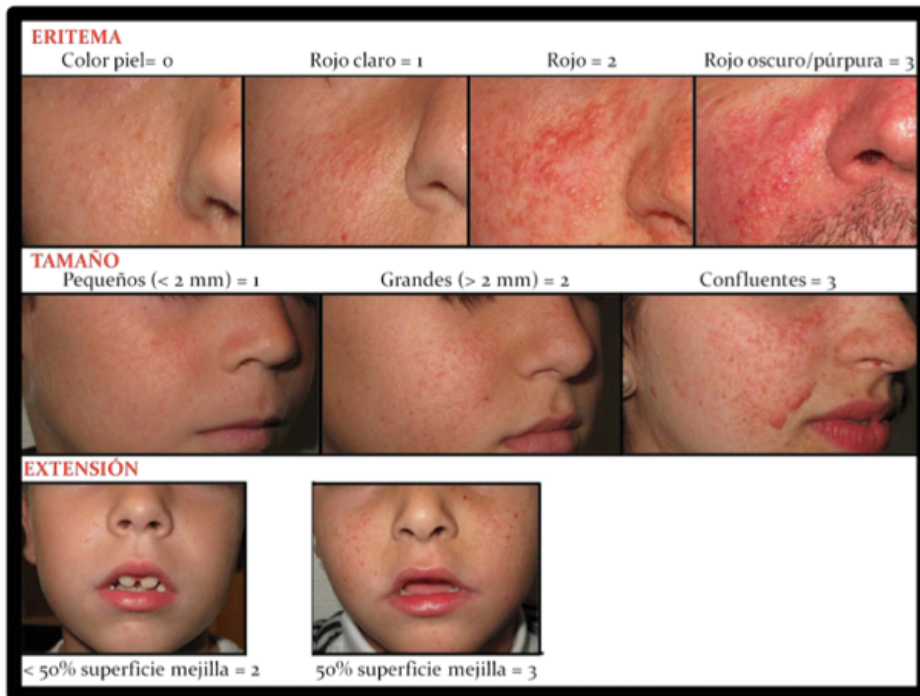 ERITEMA
Color piel= 0 Rojo claro = 1 Rojo = 2 Rojo oscuro/púrpura = 3
TAMAÑO
Pequeños (< 2 mm) = 1 Grandes (> 2 mm) = 2 Confluentes = 3
EXTENSIÓN
< 50% superficie mejilla = 2 50% superficie mejilla = 3